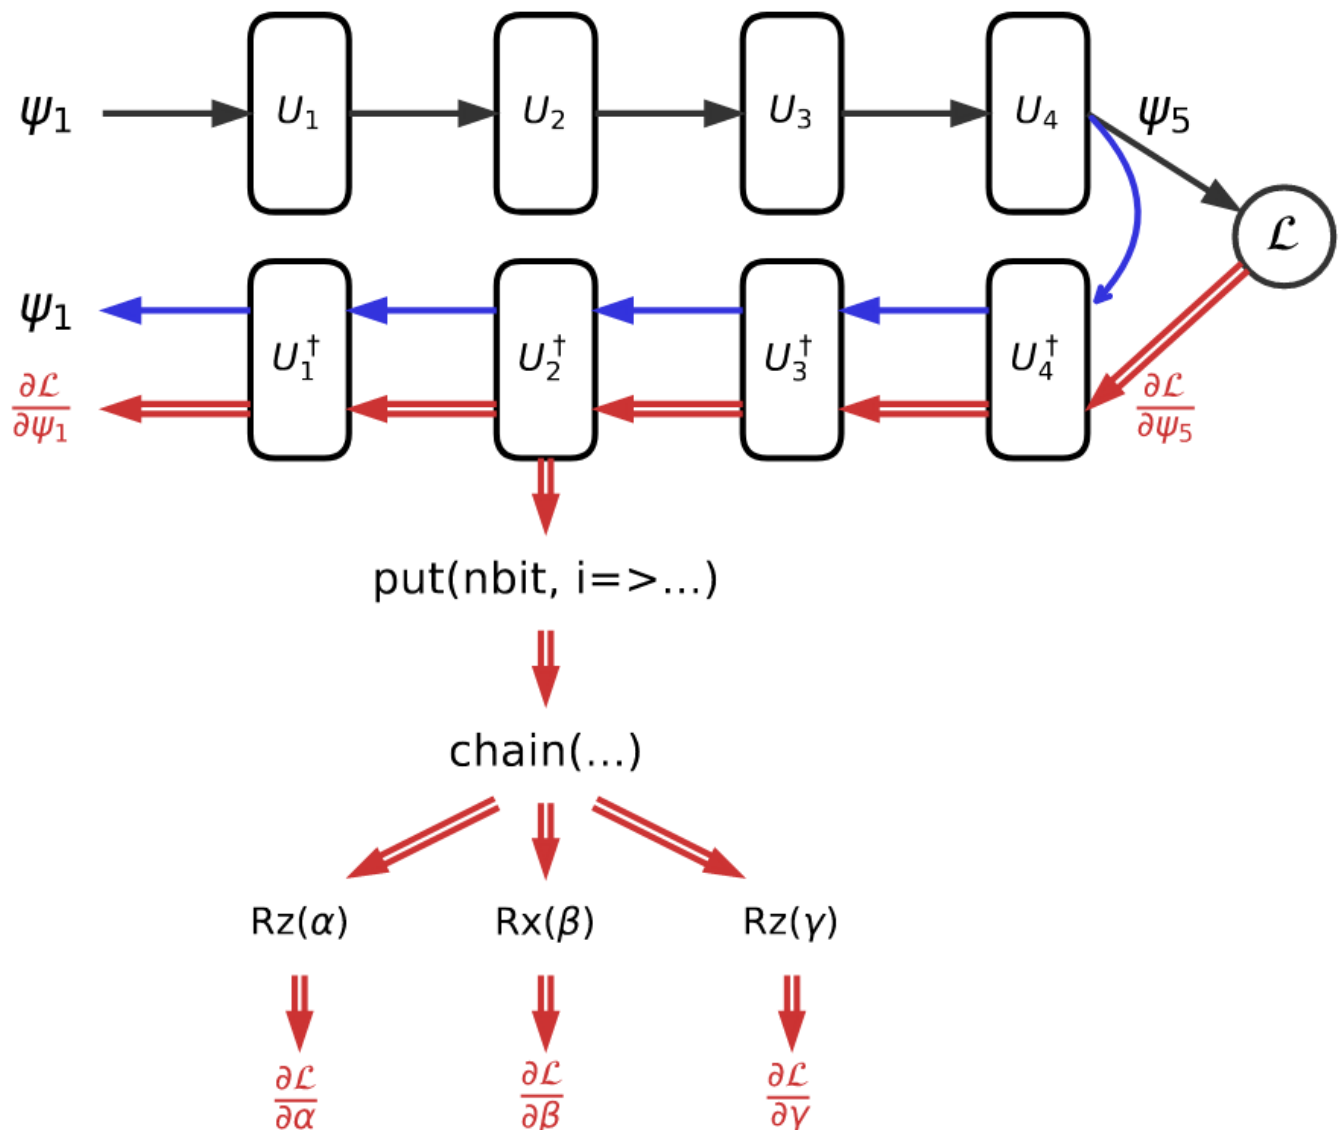 ψ₁ U₁ U₂ U₃ U₄ ψ₅
ℒ
ψ₁ U₁† U₂† U₃† U₄†
∂ℒ/∂ψ₁ ∂ℒ/∂ψ₅
put(nbit, i=>...)
chain(...)
Rz(α) Rx(β) Rz(γ)
∂ℒ/∂α ∂ℒ/∂β ∂ℒ/∂γ